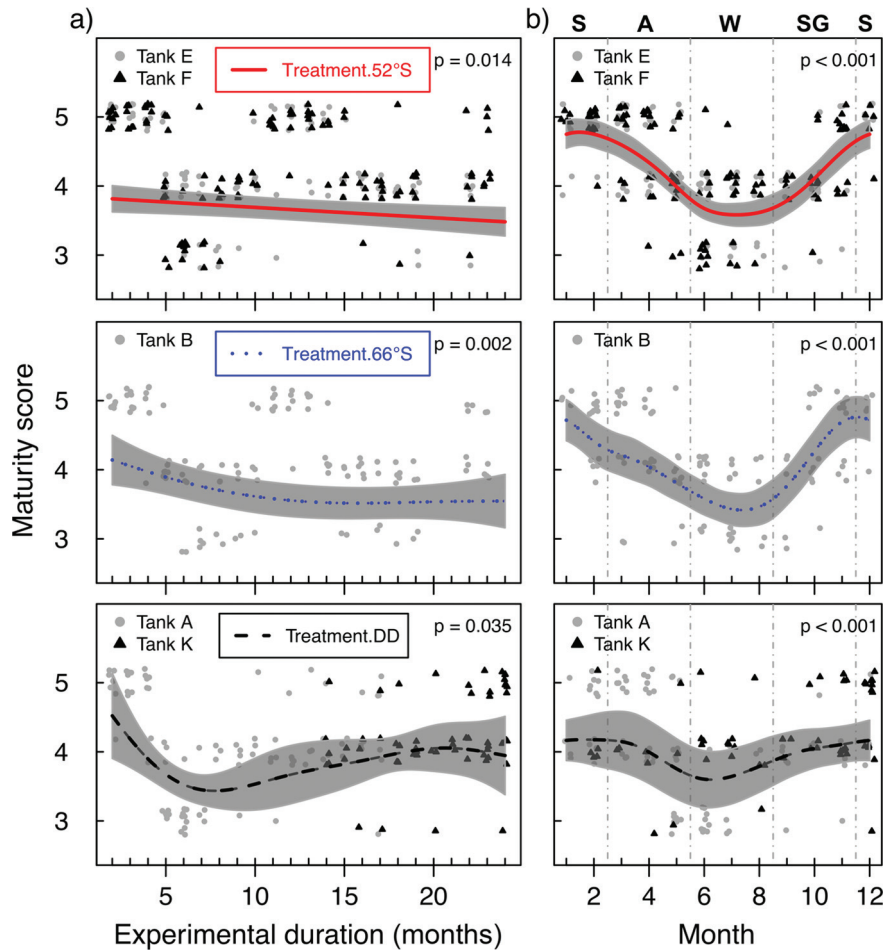 a)
b)
S A W SG S
Tank E
Tank F
Treatment.52°S
p = 0.014
Tank E
Tank F
p < 0.001
5
4
3
Tank B
Treatment.66°S
p = 0.002
Tank B
p < 0.001
5
4
3
Maturity score
Tank A
Tank K
Treatment.DD
p = 0.035
Tank A
Tank K
p < 0.001
5
4
3
5 10 15 20
2 4 6 8 10 12
Experimental duration (months)
Month